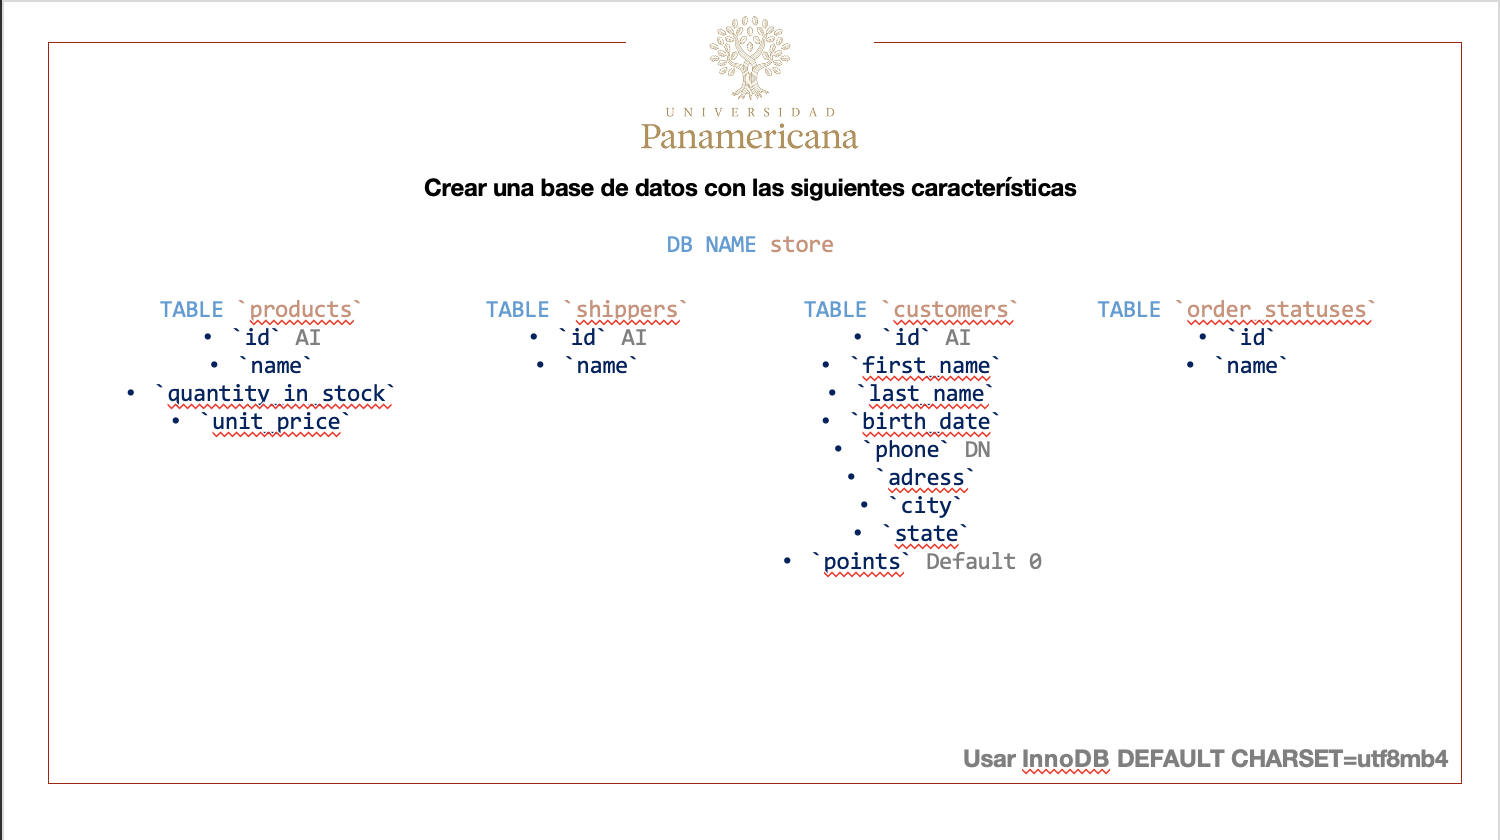 UNIVERSIDAD
Panamericana
Crear una base de datos con las siguientes características
DB NAME store
TABLE `products`
• `id` AI
• `name`
• `quantity_in_stock`
• `unit_price`
TABLE `shippers`
• `id` AI
• `name`
TABLE `customers`
• `id` AI
• `first_name`
• `last_name`
• `birth_date`
• `phone` DN
• `adress`
• `city`
• `state`
• `points` Default 0
TABLE `order_statuses`
• `id`
• `name`
Usar InnoDB DEFAULT CHARSET=utf8mb4